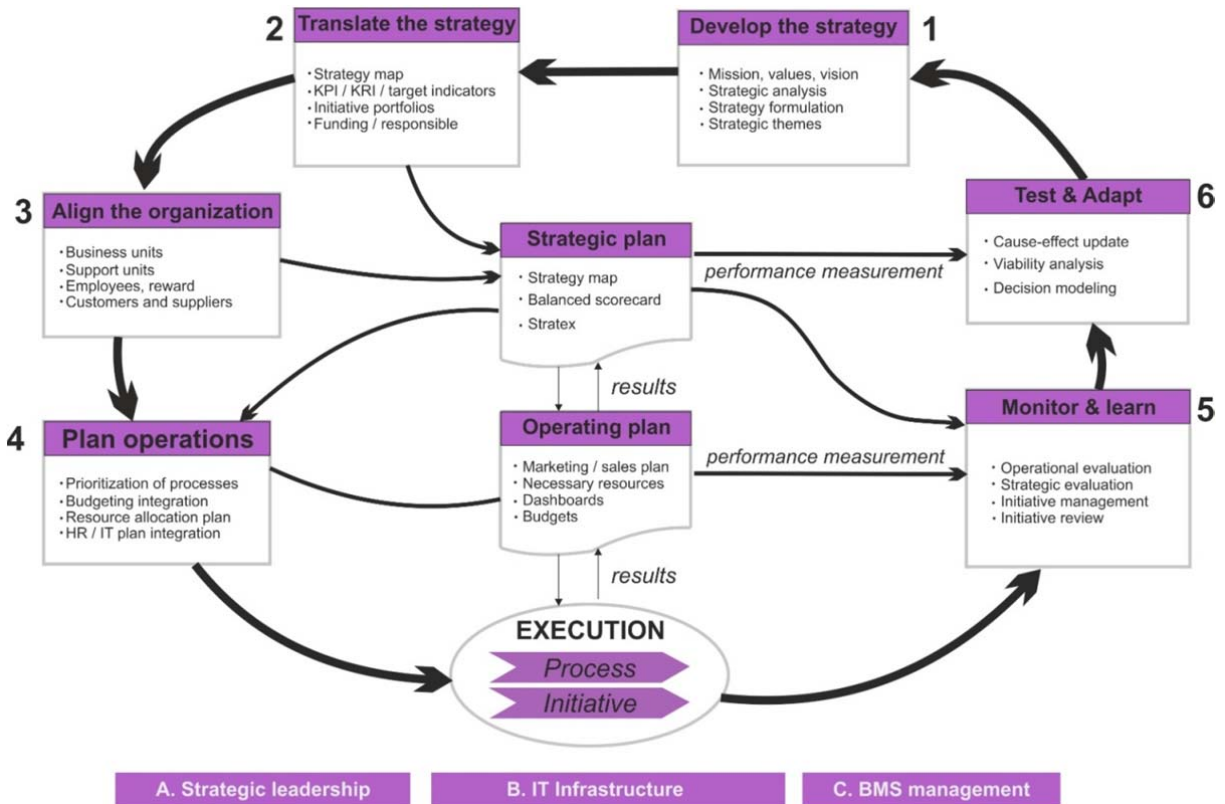 2
Translate the strategy
• Strategy map
• KPI / KRI / target indicators
• Initiative portfolios
• Funding / responsible
Develop the strategy
1
• Mission, values, vision
• Strategic analysis
• Strategy formulation
• Strategic themes
3
Align the organization
• Business units
• Support units
• Employees, reward
• Customers and suppliers
Strategic plan
• Strategy map
• Balanced scorecard
• Stratex
performance measurement
Test & Adapt
6
• Cause-effect update
• Viability analysis
• Decision modeling
results
4
Plan operations
• Prioritization of processes
• Budgeting integration
• Resource allocation plan
• HR / IT plan integration
Operating plan
• Marketing / sales plan
• Necessary resources
• Dashboards
• Budgets
performance measurement
Monitor & learn
5
• Operational evaluation
• Strategic evaluation
• Initiative management
• Initiative review
results
EXECUTION
Process
Initiative
A. Strategic leadership
B. IT Infrastructure
C. BMS management